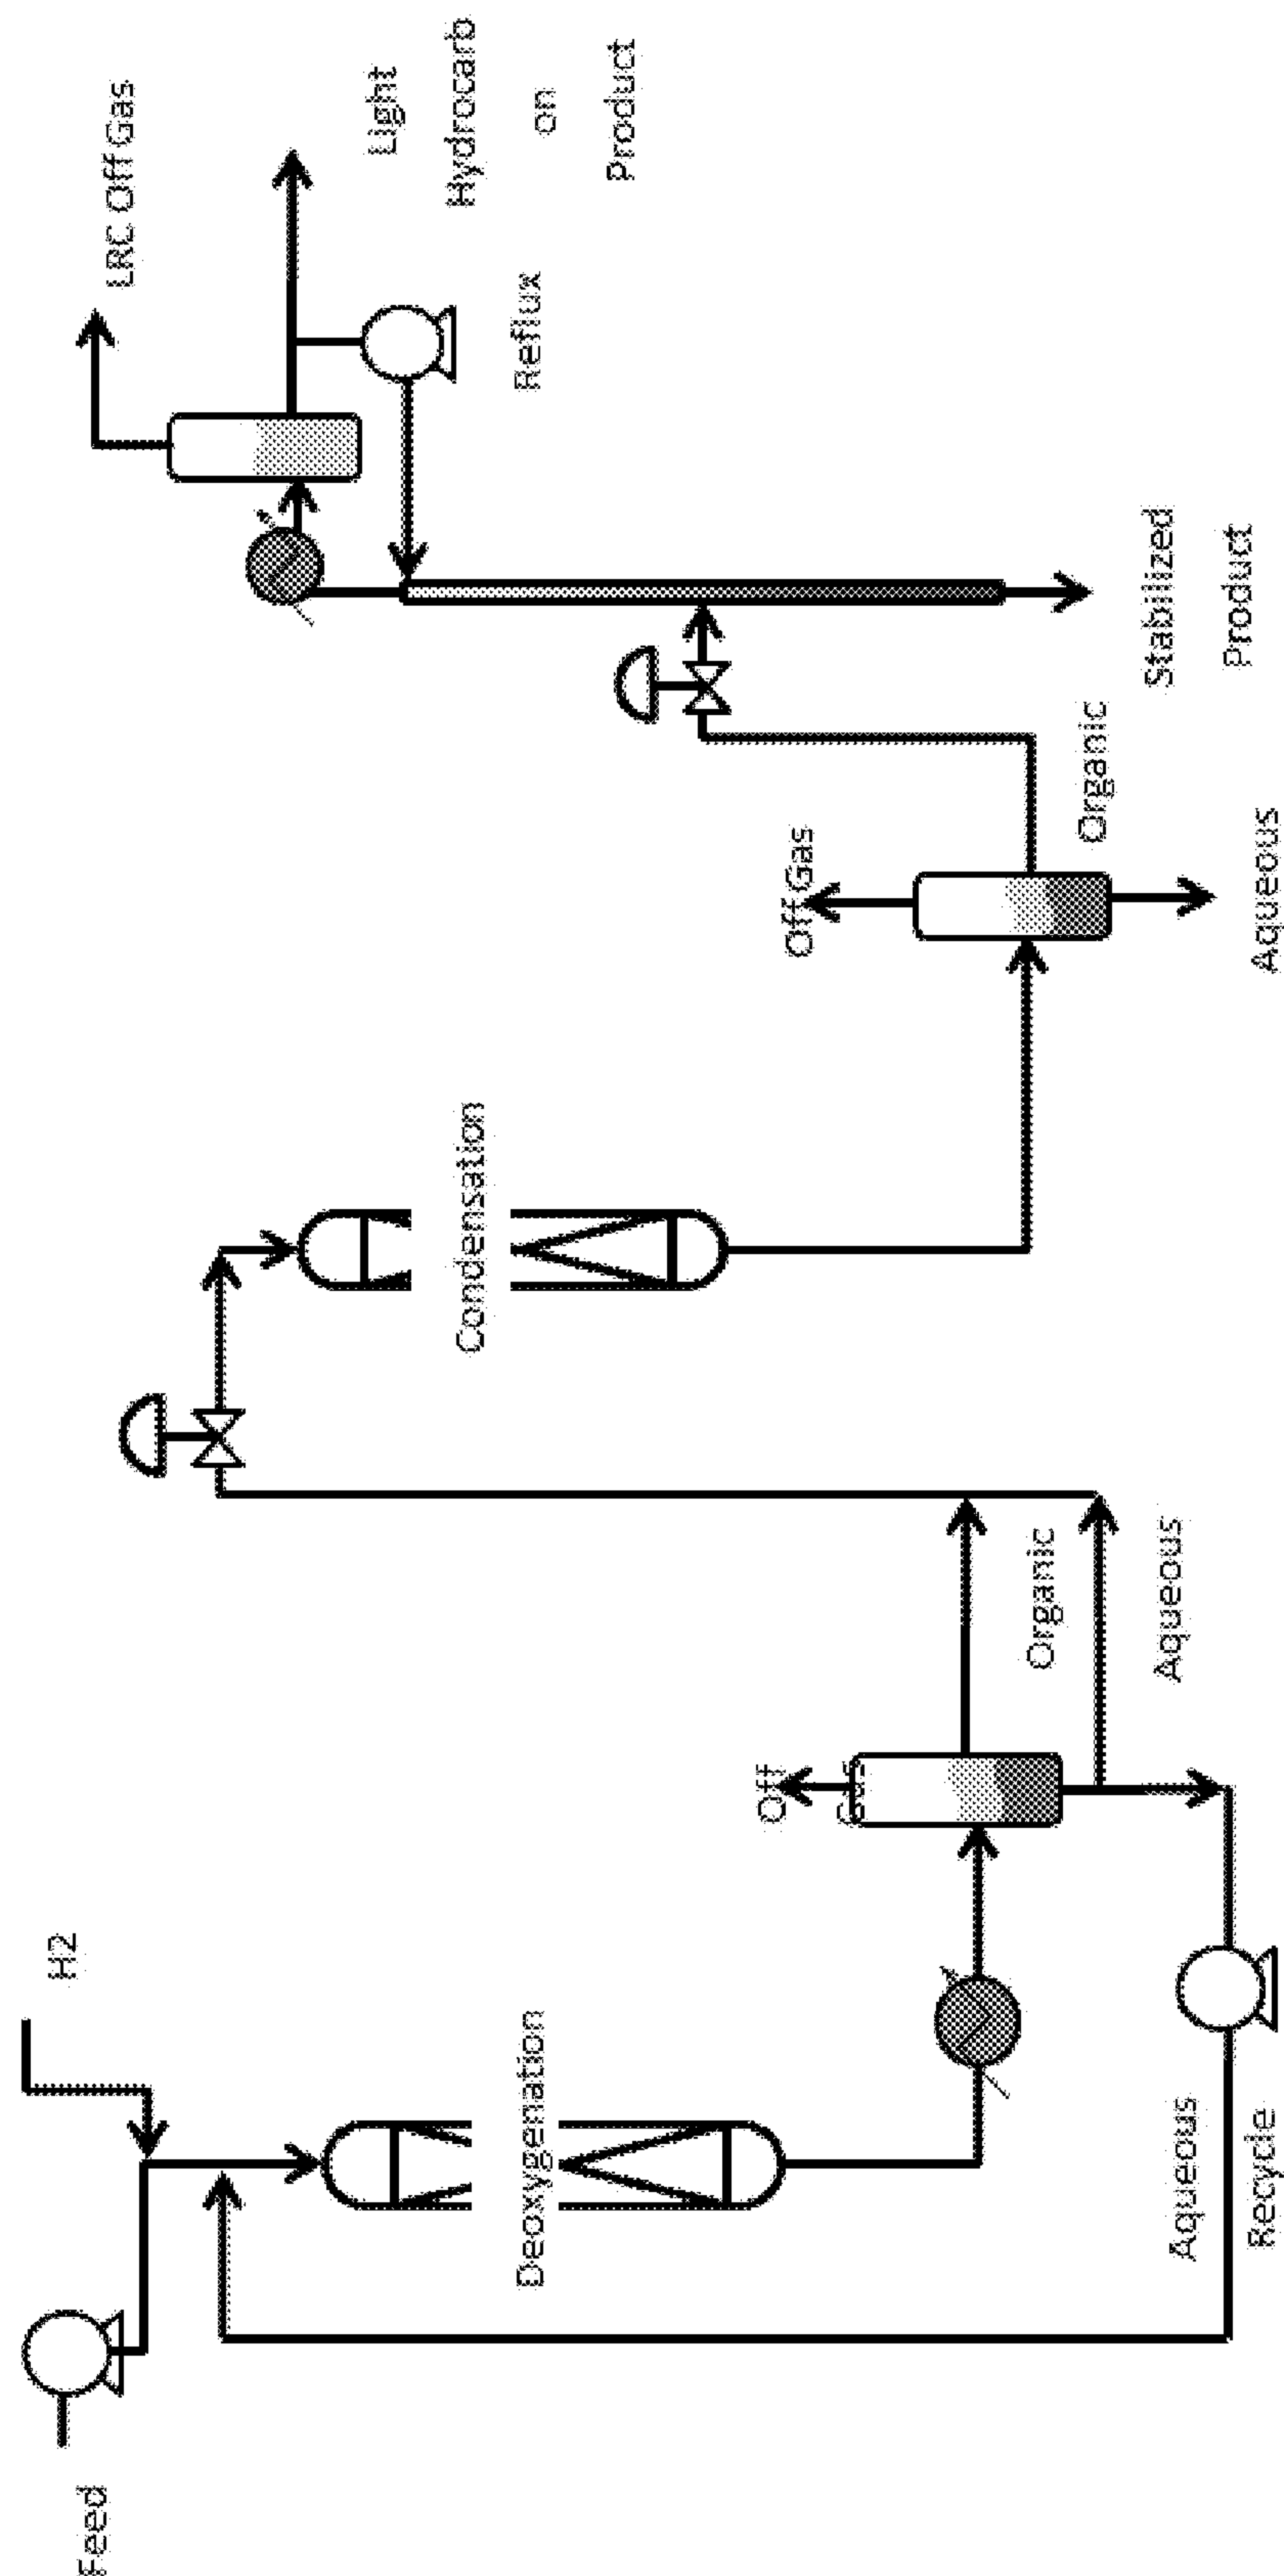 Feed
H2
Deoxygenation
Aqueous
Recycle
Off
Gas
Organic
Aqueous
Condensation
Off Gas
Organic
Aqueous
LRC Off Gas
Light
Hydrocarb
on
Product
Reflux
Stabilized
Product